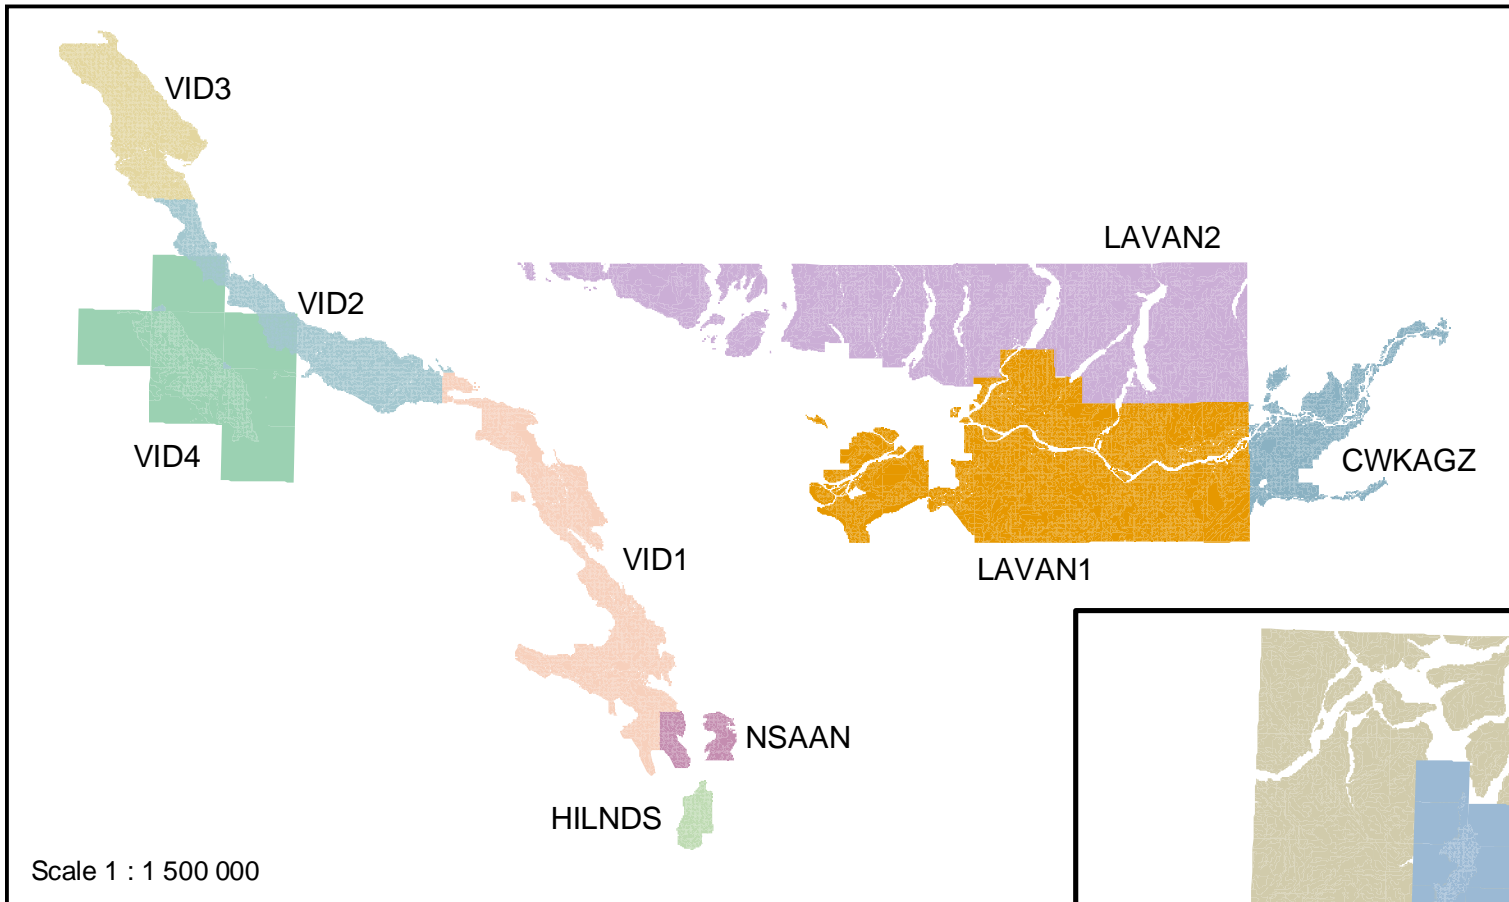 VID3
LAVAN2
VID2
VID4
CWKAGZ
VID1
LAVAN1
NSAAN
HILNDS
Scale 1 : 1 500 000